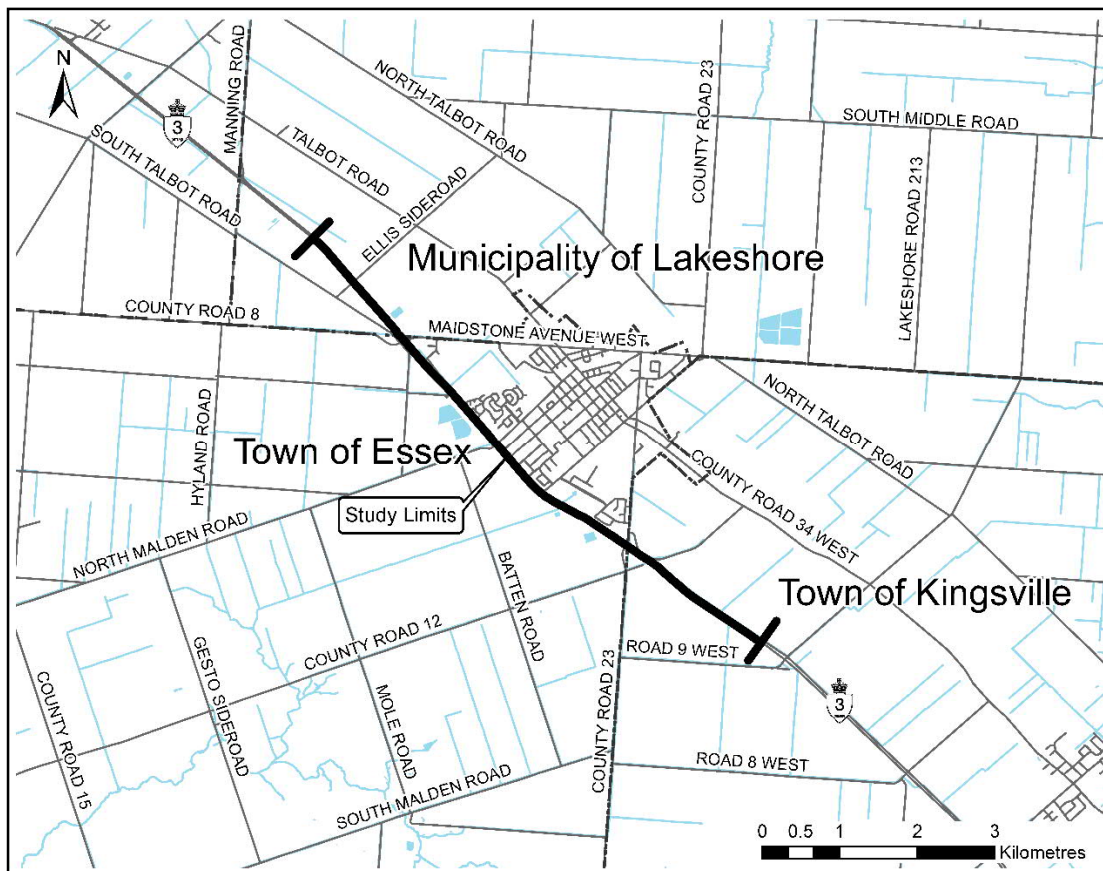 N
3
MANNING ROAD
NORTH TALBOT ROAD
COUNTY ROAD 23
SOUTH MIDDLE ROAD
SOUTH TALBOT ROAD
TALBOT ROAD
ELLIS SIDEROAD
LAKESHORE ROAD 213
Municipality of Lakeshore
COUNTY ROAD 8
MAIDSTONE AVENUE WEST
HYLAND ROAD
Town of Essex
NORTH TALBOT ROAD
Study Limits
COUNTY ROAD 34 WEST
NORTH MALDEN ROAD
BATTEN ROAD
Town of Kingsville
COUNTY ROAD 12
ROAD 9 WEST
GESTO SIDEROAD
MOLE ROAD
COUNTY ROAD 23
COUNTY ROAD 15
3
ROAD 8 WEST
SOUTH MALDEN ROAD
0 0.5 1 2 3
Kilometres